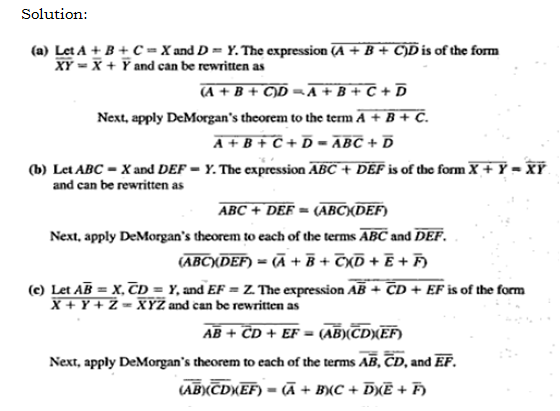 Solution:
(a) Let A + B + C = X and D = Y. The expression \overline{(A + B + C)D} is of the form
\overline{XY} = \overline{X} + \overline{Y} and can be rewritten as
\overline{(A + B + C)D} = \overline{A + B + C} + \overline{D}
Next, apply DeMorgan's theorem to the term \overline{A + B + C}.
\overline{A + B + C} + \overline{D} = \overline{A}\overline{B}\overline{C} + \overline{D}
(b) Let ABC = X and DEF = Y. The expression \overline{ABC + DEF} is of the form \overline{X + Y} = \overline{X}\overline{Y}
and can be rewritten as
\overline{ABC + DEF} = (\overline{ABC})(\overline{DEF})
Next, apply DeMorgan's theorem to each of the terms \overline{ABC} and \overline{DEF}.
(\overline{ABC})(\overline{DEF}) = (\overline{A} + \overline{B} + \overline{C})(\overline{D} + \overline{E} + \overline{F})
(c) Let A\overline{B} = X, \overline{C}D = Y, and EF = Z. The expression \overline{A\overline{B} + \overline{C}D + EF} is of the form
\overline{X + Y + Z} = \overline{X}\overline{Y}\overline{Z} and can be rewritten as
\overline{A\overline{B} + \overline{C}D + EF} = (\overline{A\overline{B}})(\overline{\overline{C}D})(\overline{EF})
Next, apply DeMorgan's theorem to each of the terms \overline{A\overline{B}}, \overline{\overline{C}D}, and \overline{EF}.
(\overline{A\overline{B}})(\overline{\overline{C}D})(\overline{EF}) = (\overline{A} + B)(C + \overline{D})(\overline{E} + \overline{F})